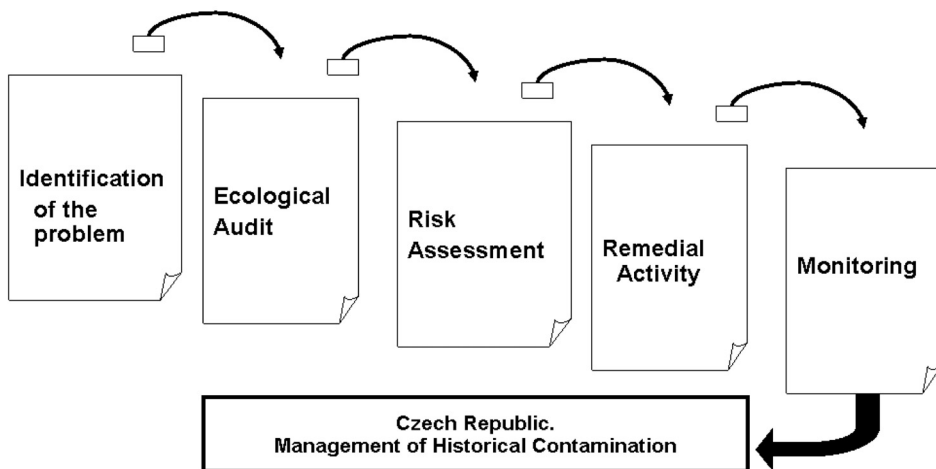 Identification
of the
problem
Ecological
Audit
Risk
Assessment
Remedial
Activity
Monitoring
Czech Republic.
Management of Historical Contamination